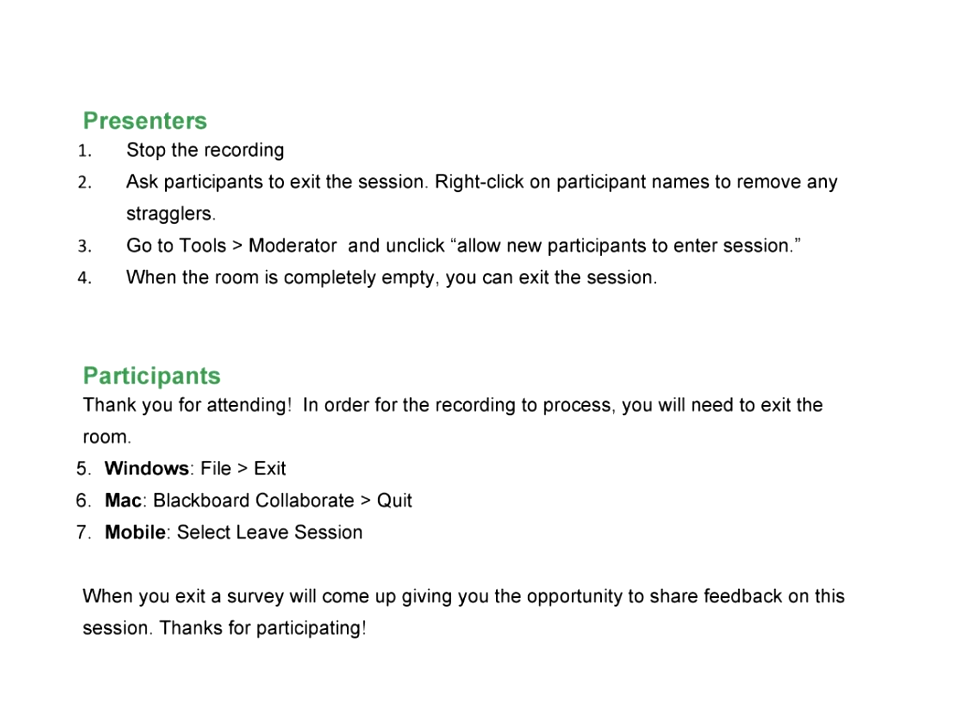 Presenters
1. Stop the recording
2. Ask participants to exit the session. Right-click on participant names to remove any
stragglers.
3. Go to Tools > Moderator  and unclick “allow new participants to enter session.”
4. When the room is completely empty, you can exit the session.
Participants
Thank you for attending!  In order for the recording to process, you will need to exit the
room.
5. Windows: File > Exit
6. Mac: Blackboard Collaborate > Quit
7. Mobile: Select Leave Session
When you exit a survey will come up giving you the opportunity to share feedback on this
session. Thanks for participating!